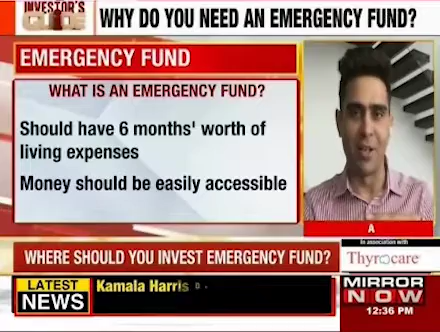 INVESTOR'S
GUIDE
WHY DO YOU NEED AN EMERGENCY FUND?
EMERGENCY FUND
WHAT IS AN EMERGENCY FUND?
Should have 6 months' worth of
living expenses
Money should be easily accessible
A
WHERE SHOULD YOU INVEST EMERGENCY FUND?
In association with
Thyrocare
LATEST
NEWS
Kamala Harris
MIRROR
NOW
12:36 PM